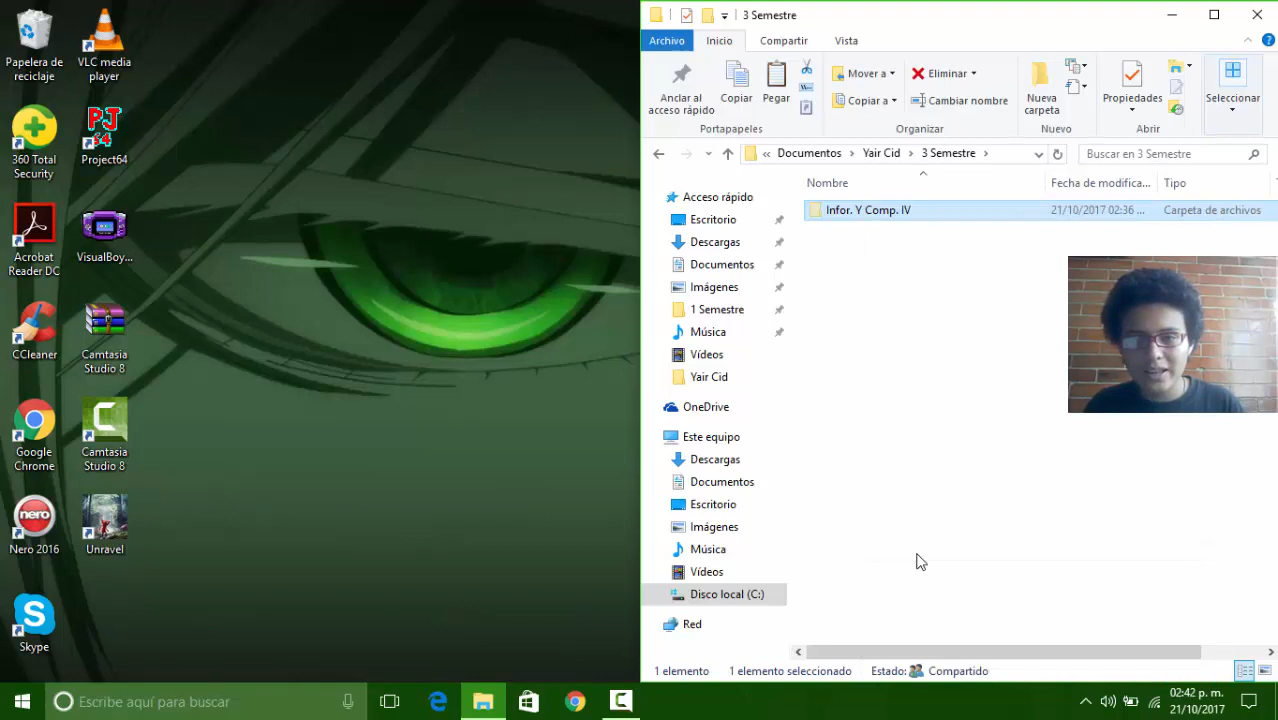 Papelera de
reciclaje
VLC media
player
360 Total
Security
PJ
64
Project64
Acrobat
Reader DC
VisualBoy...
CCleaner
Camtasia
Studio 8
Google
Chrome
Camtasia
Studio 8
nero
Nero 2016
Unravel
Skype
3 Semestre
Archivo
Inicio
Compartir
Vista
Anclar al
acceso rápido
Copiar
Pegar
Portapapeles
Mover a
Copiar a
Eliminar
Cambiar nombre
Organizar
Nueva
carpeta
Nuevo
Propiedades
Abrir
Seleccionar
« Documentos > Yair Cid > 3 Semestre >
Buscar en 3 Semestre
Nombre
Fecha de modifica...
Tipo
Infor. Y Comp. IV
21/10/2017 02:36 ...
Carpeta de archivos
Acceso rápido
Escritorio
Descargas
Documentos
Imágenes
1 Semestre
Música
Vídeos
Yair Cid
OneDrive
Este equipo
Descargas
Documentos
Escritorio
Imágenes
Música
Vídeos
Disco local (C:)
Red
1 elemento
1 elemento seleccionado
Estado:
Compartido
Escribe aquí para buscar
02:42 p. m.
21/10/2017